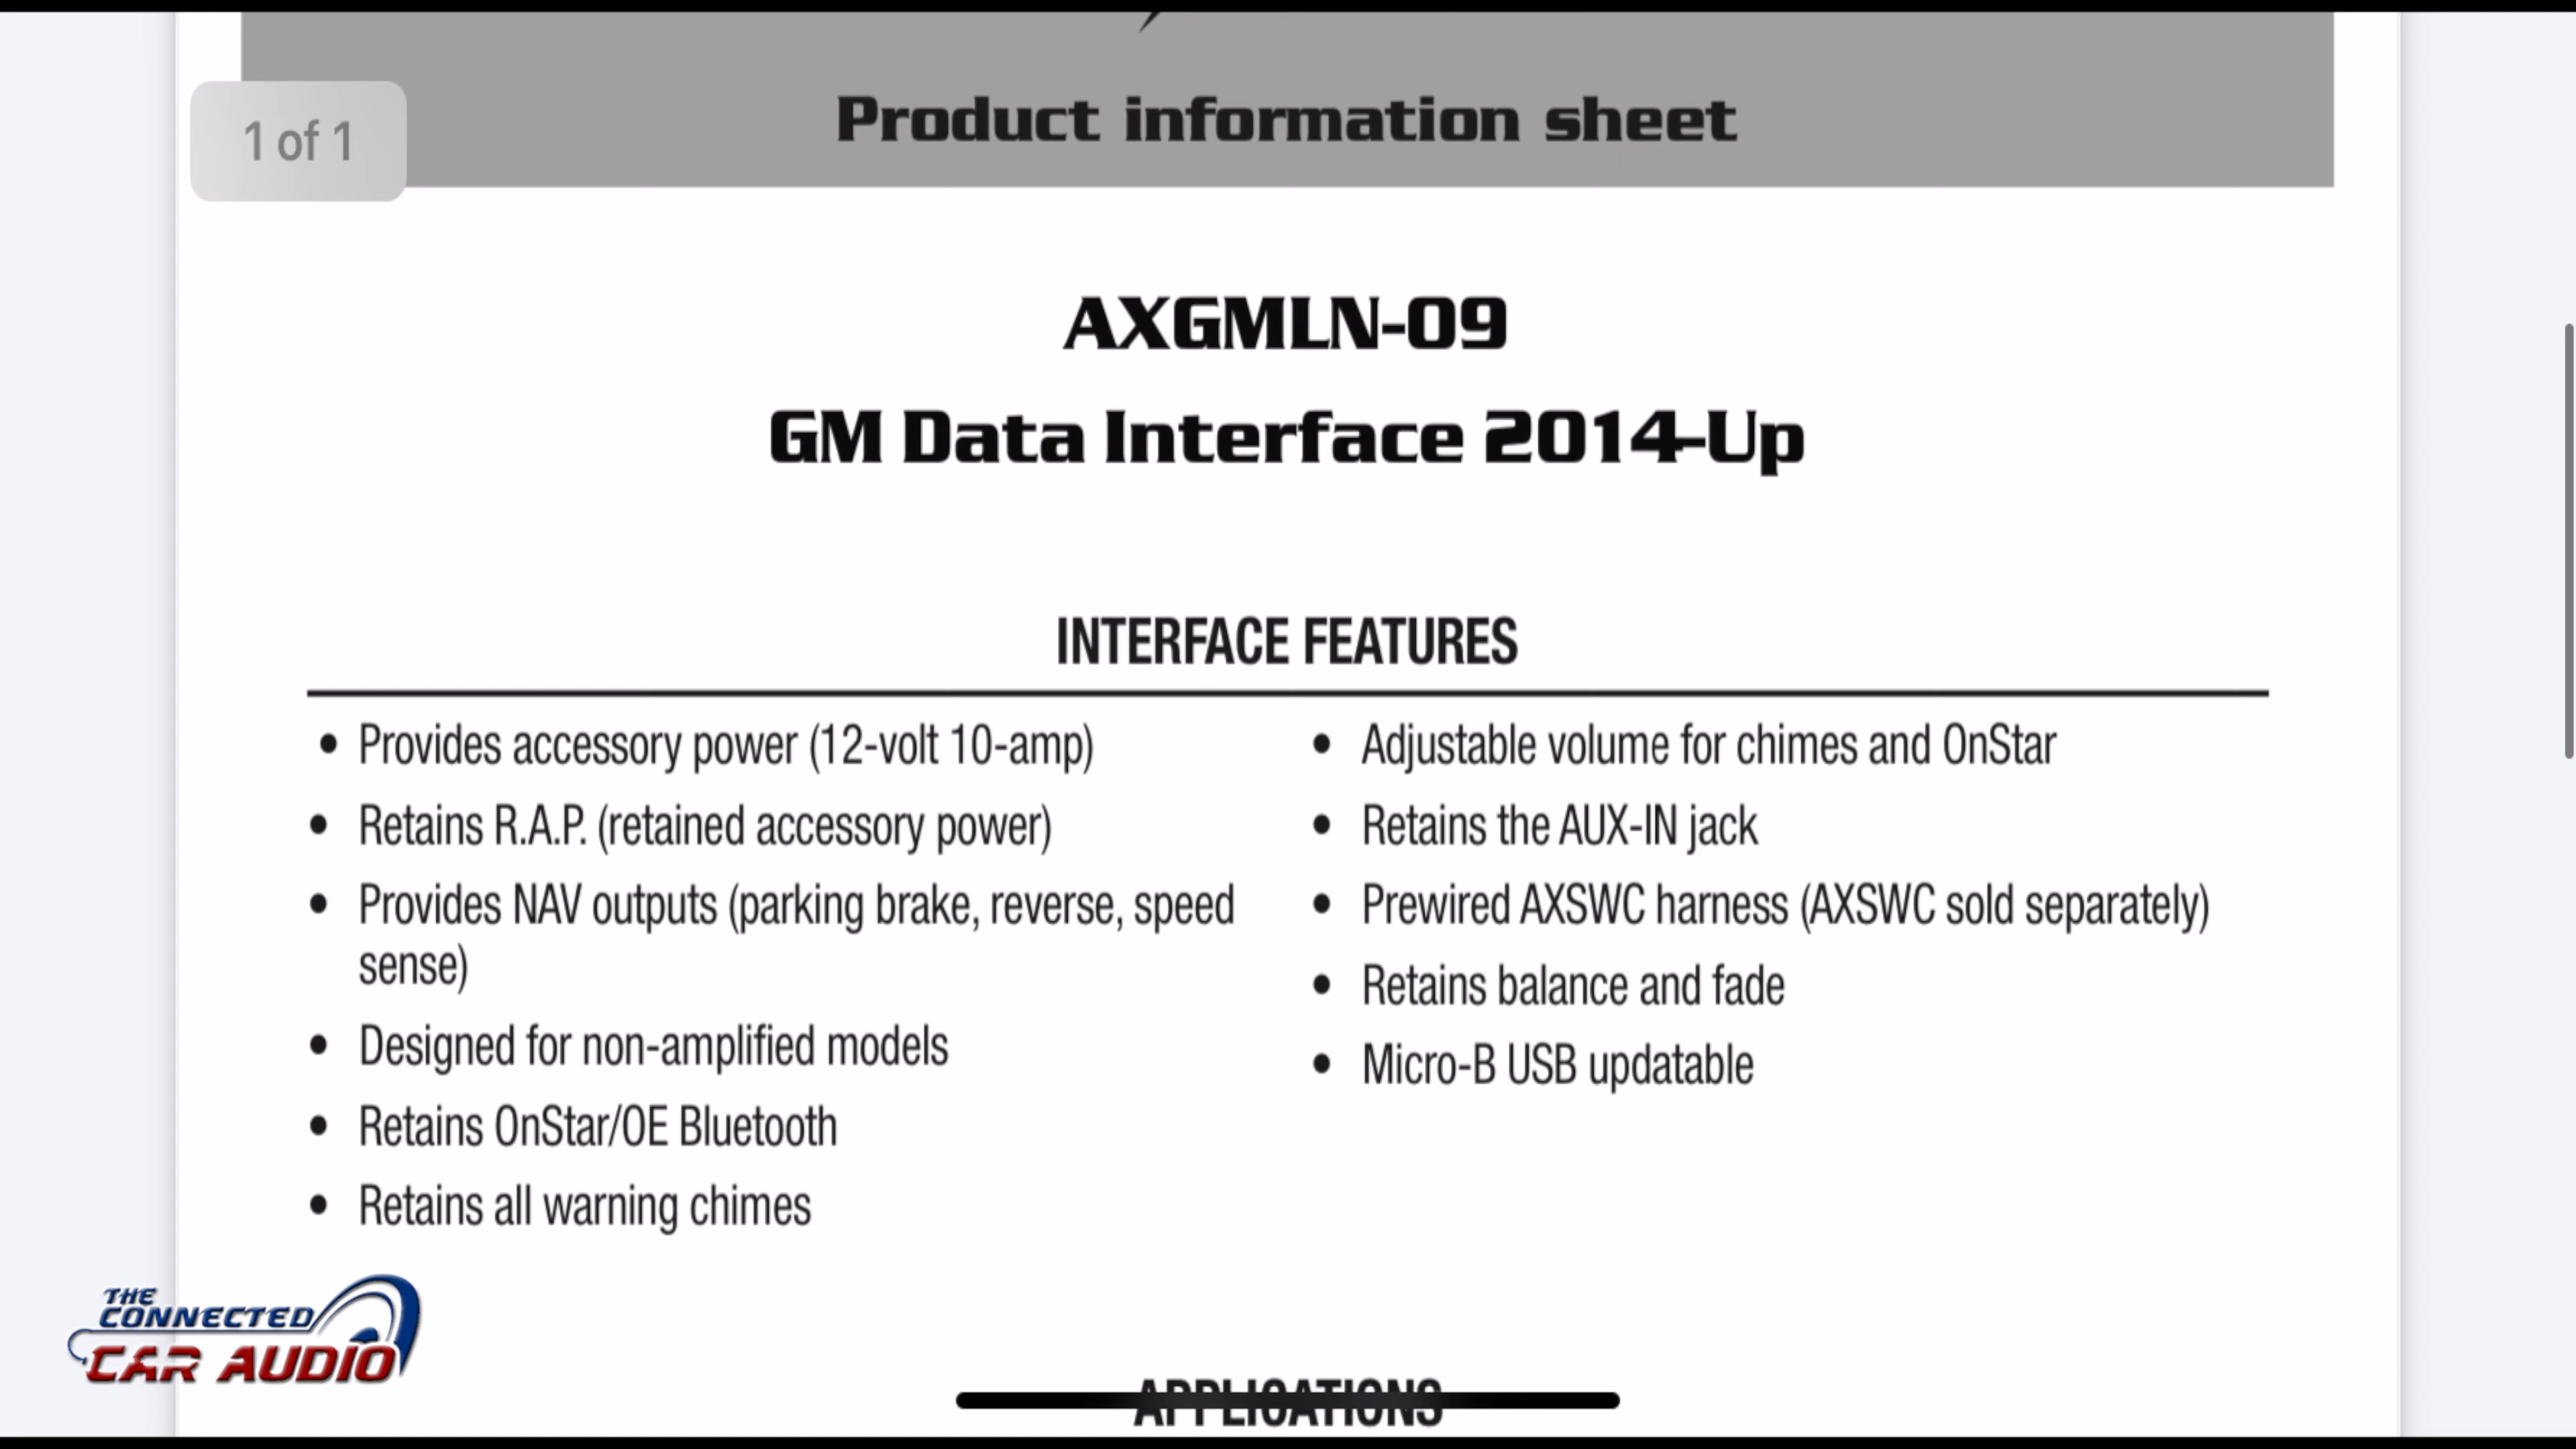 Product information sheet
1 of 1
AXGMLN-09
GM Data Interface 2014-Up
INTERFACE FEATURES
• Provides accessory power (12-volt 10-amp)
• Retains R.A.P. (retained accessory power)
• Provides NAV outputs (parking brake, reverse, speed
sense)
• Designed for non-amplified models
• Retains OnStar/OE Bluetooth
• Retains all warning chimes
• Adjustable volume for chimes and OnStar
• Retains the AUX-IN jack
• Prewired AXSWC harness (AXSWC sold separately)
• Retains balance and fade
• Micro-B USB updatable
THE
CONNECTED
CAR AUDIO
APPLICATIONS